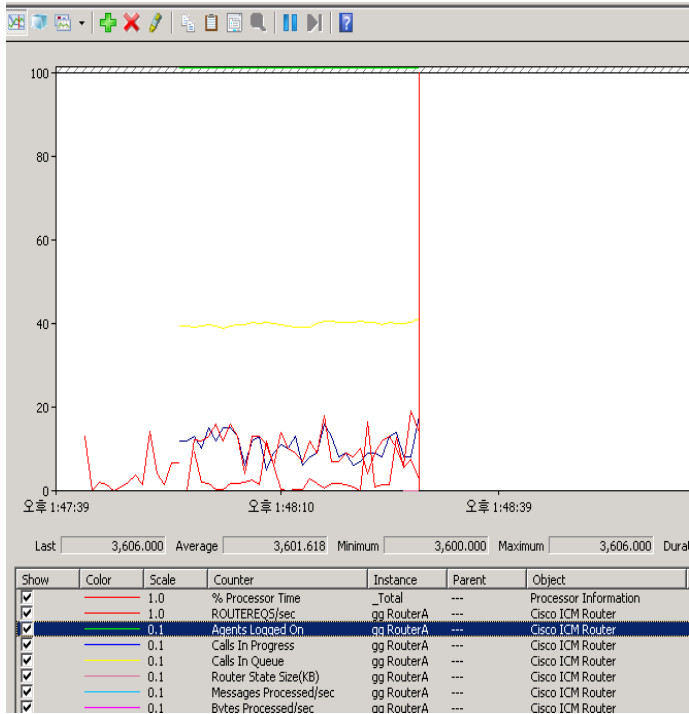 100
80
60
40
20
0
오후 1:47:39 오후 1:48:10 오후 1:48:39
Last 3,606.000 Average 3,601.618 Minimum 3,600.000 Maximum 3,606.000 Dura
Show Color Scale Counter Instance Parent Object
1.0 % Processor Time _Total --- Processor Information
1.0 ROUTEREQS/sec gg RouterA --- Cisco ICM Router
0.1 Agents Logged On gg RouterA --- Cisco ICM Router
0.1 Calls In Progress gg RouterA --- Cisco ICM Router
0.1 Calls In Queue gg RouterA --- Cisco ICM Router
0.1 Router State Size(KB) gg RouterA --- Cisco ICM Router
0.1 Messages Processed/sec gg RouterA --- Cisco ICM Router
0.1 Bytes Processed/sec gg RouterA --- Cisco ICM Router